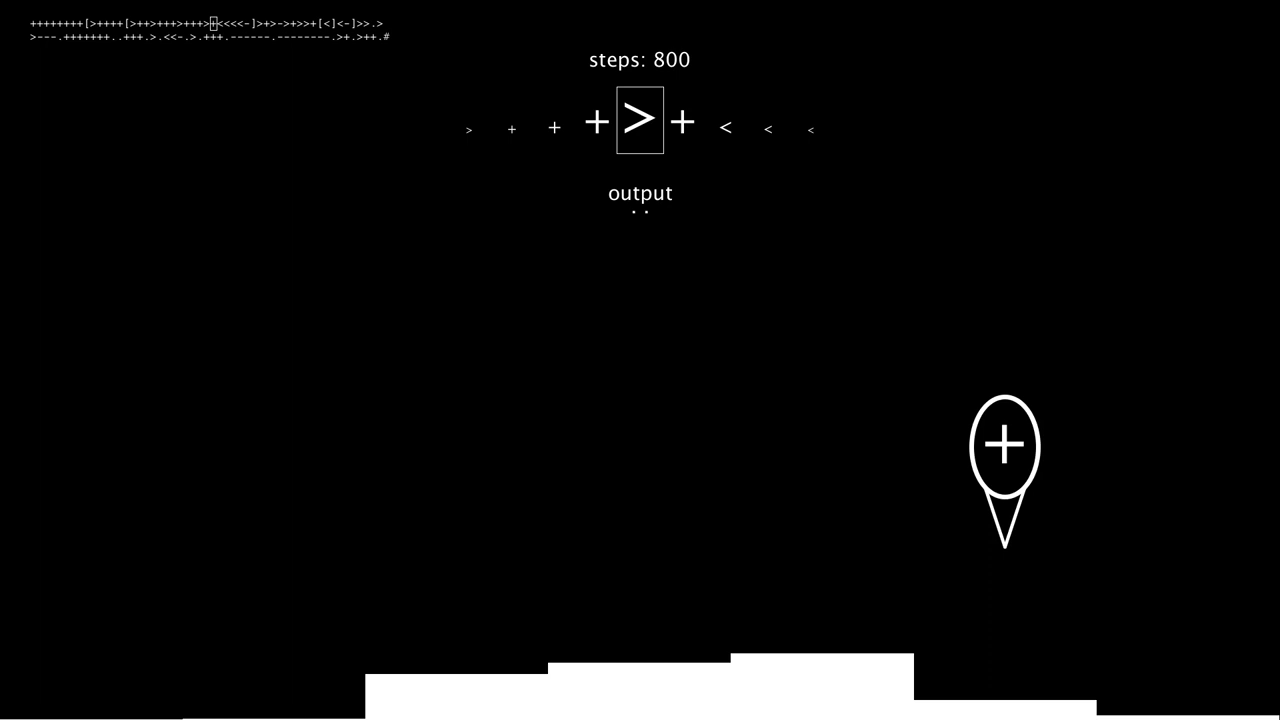 ++++++++[>++++[>++>+++>+++>+<<<<-]>+>->+>>+[<]<-]>>.>
>---.+++++++..+++.>.<<-.>.+++.------.--------.>+.>++.#
steps: 800
> + + + > + < < <
output
..
+